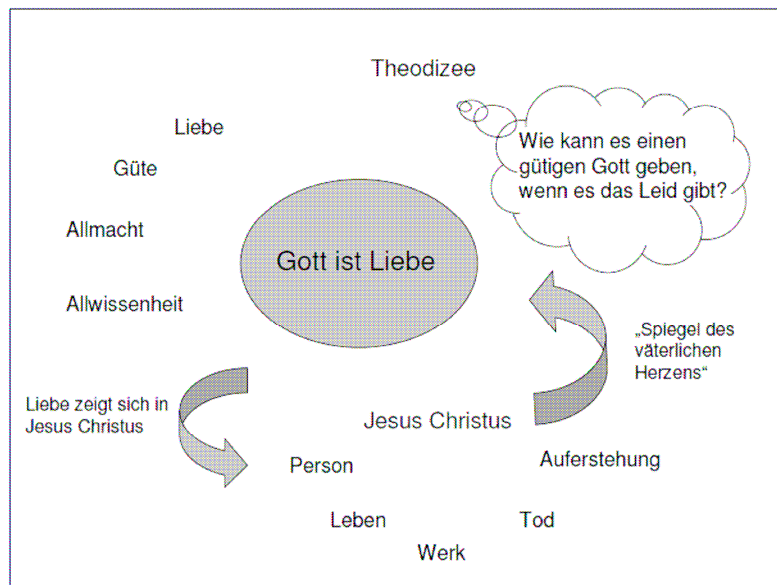 Theodizee
Wie kann es einen
gütigen Gott geben,
wenn es das Leid gibt?
Liebe
Güte
Allmacht
Allwissenheit
Gott ist Liebe
„Spiegel des
väterlichen
Herzens“
Liebe zeigt sich in
Jesus Christus
Jesus Christus
Person
Auferstehung
Leben
Tod
Werk